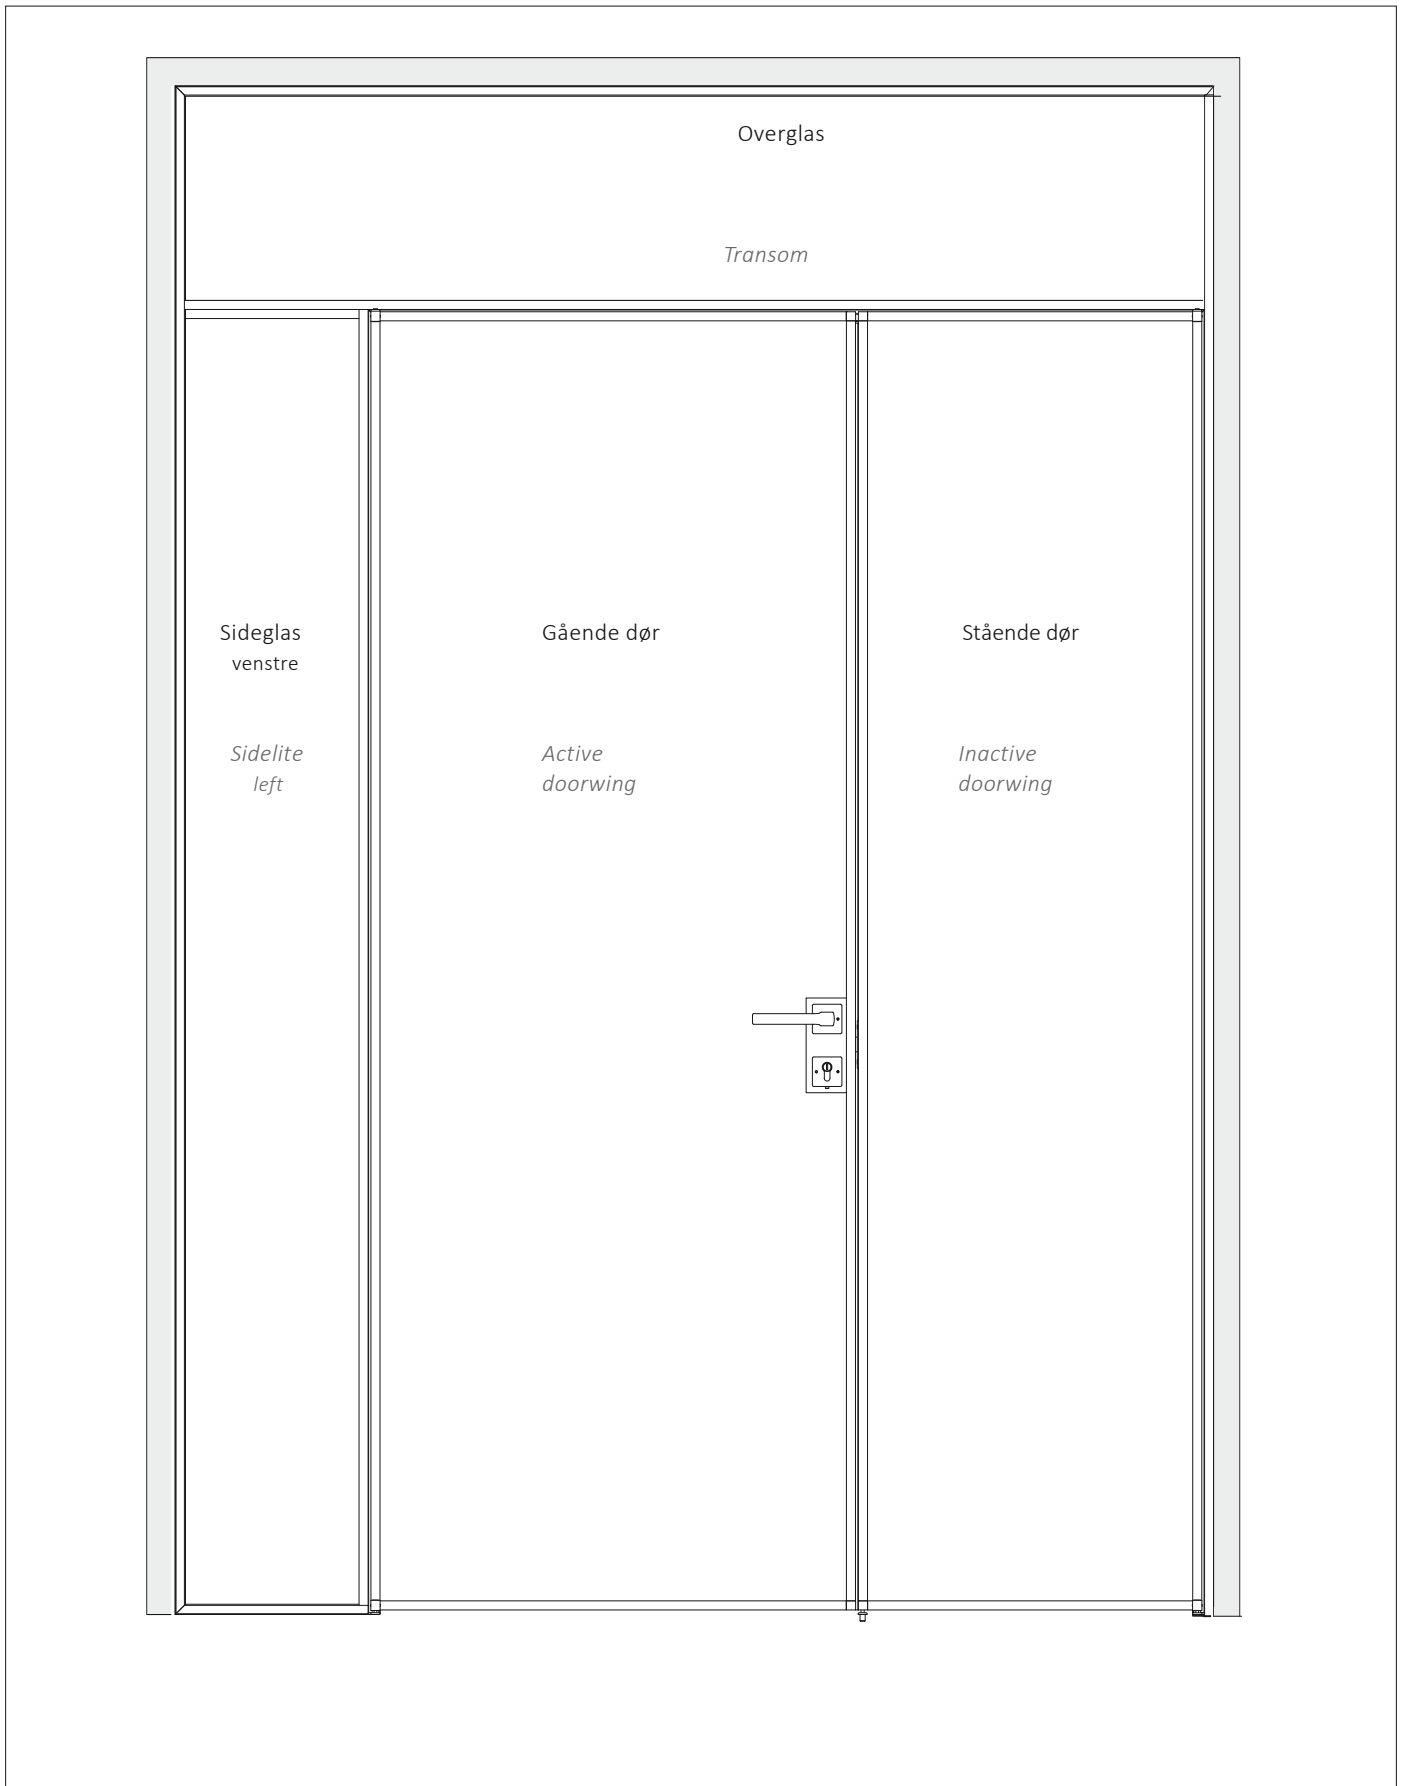 Overglas
Transom
Sideglas
venstre
Sidelite
left
Gående dør
Active
doorwing
Stående dør
Inactive
doorwing